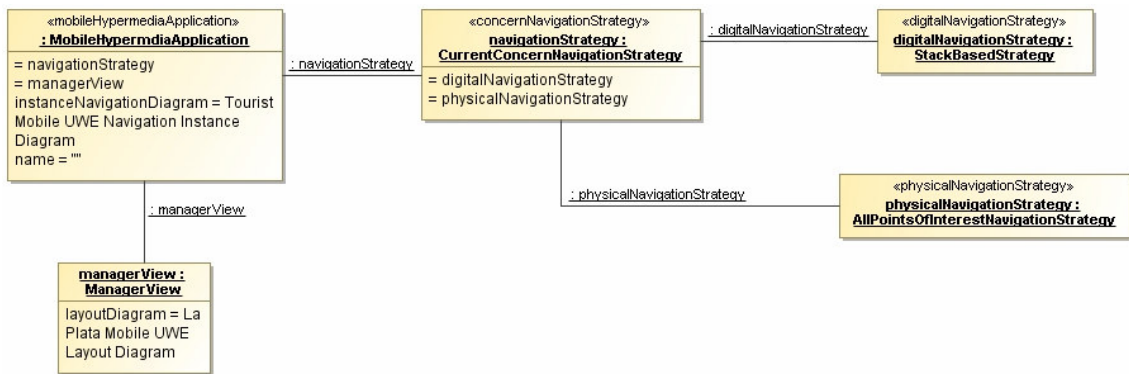 «mobileHypermediaApplication»
: MobileHypermdiaApplication
= navigationStrategy
= managerView
instanceNavigationDiagram = Tourist
Mobile UWE Navigation Instance
Diagram
name = ""
: navigationStrategy
«concernNavigationStrategy»
navigationStrategy :
CurrentConcernNavigationStrategy
= digitalNavigationStrategy
= physicalNavigationStrategy
: digitalNavigationStrategy
«digitalNavigationStrategy»
digitalNavigationStrategy :
StackBasedStrategy
: physicalNavigationStrategy
«physicalNavigationStrategy»
physicalNavigationStrategy :
AllPointsOfInterestNavigationStrategy
: managerView
managerView :
ManagerView
layoutDiagram = La
Plata Mobile UWE
Layout Diagram